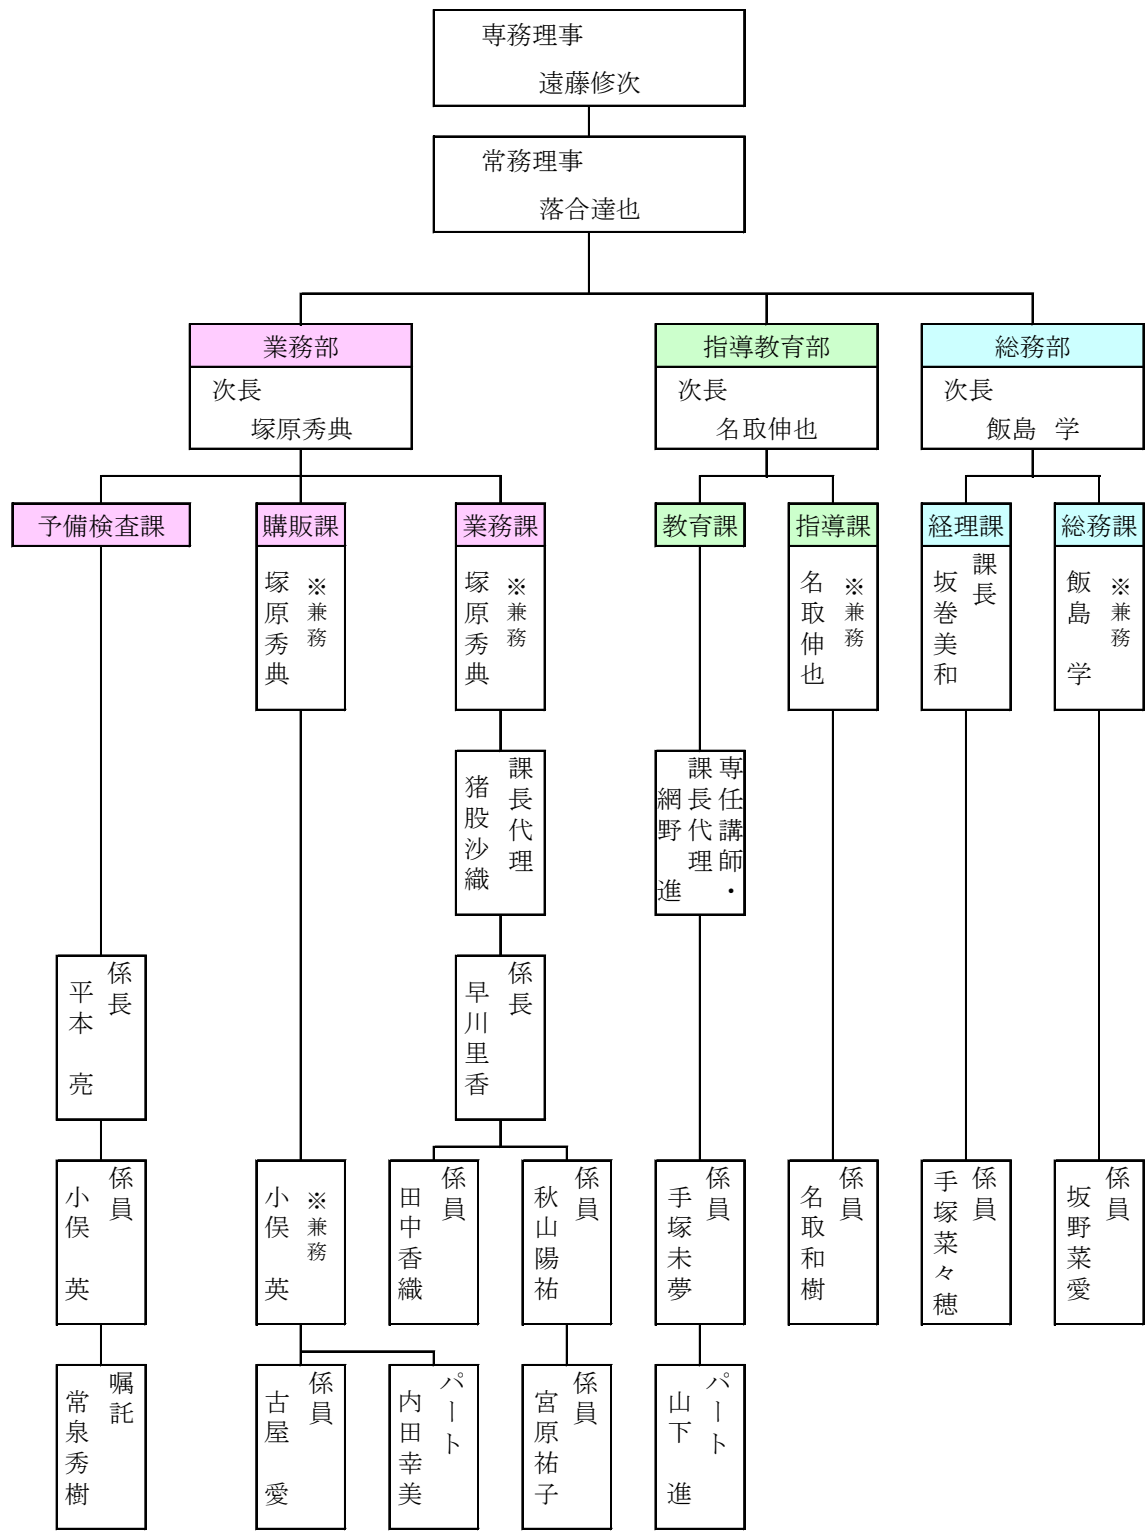 専務理事
遠藤修次
常務理事
落合達也
業務部
次長
塚原秀典
指導教育部
次長
名取伸也
総務部
次長
飯島 学
予備検査課
購販課
※兼務
塚原秀典
業務課
※兼務
塚原秀典
教育課
指導課
※兼務
名取伸也
経理課
課長
坂巻美和
総務課
※兼務
飯島 学
課長代理
猪股沙織
専任講師・
課長代理
網野 進
係長
平本 亮
係長
早川里香
係員
小俣 英
※兼務
小俣 英
係員
田中香織
係員
秋山陽祐
係員
手塚未夢
係員
名取和樹
係員
手塚菜々穂
係員
坂野菜愛
嘱託
常泉秀樹
係員
古屋 愛
パート
内田幸美
係員
宮原祐子
パート
山下 進